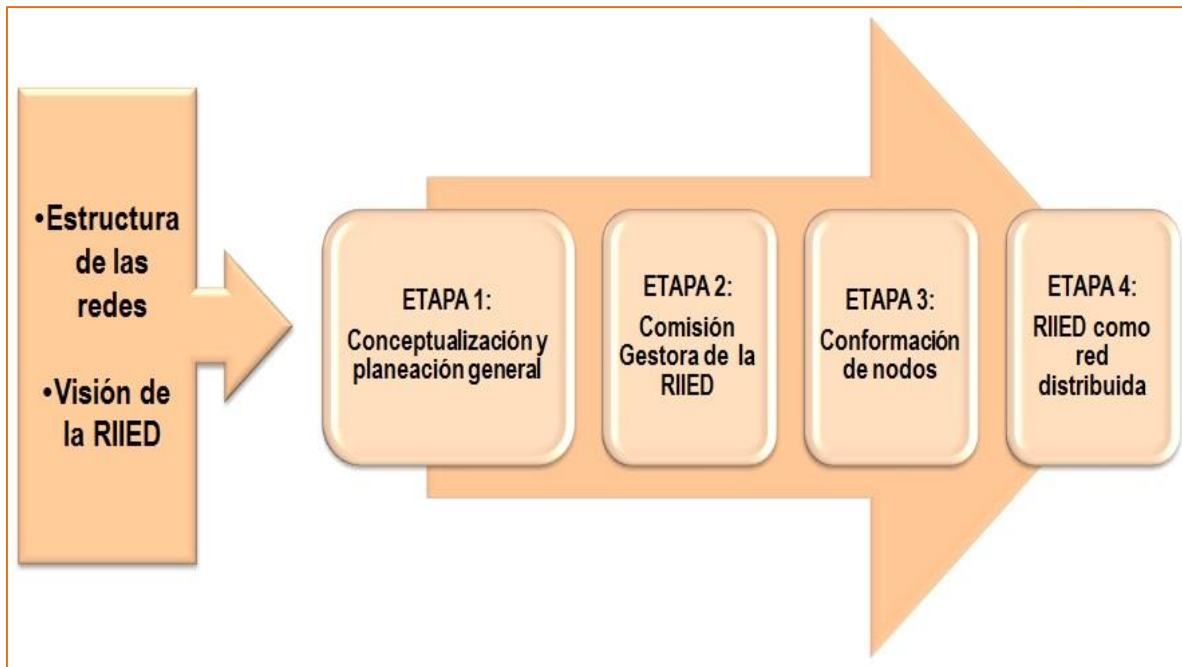 •Estructura
de las
redes
•Visión de
la RIIED
ETAPA 1:
Conceptualización y
planeación general
ETAPA 2:
Comisión
Gestora de la
RIIED
ETAPA 3:
Conformación
de nodos
ETAPA 4:
RIIED como
red
distribuida